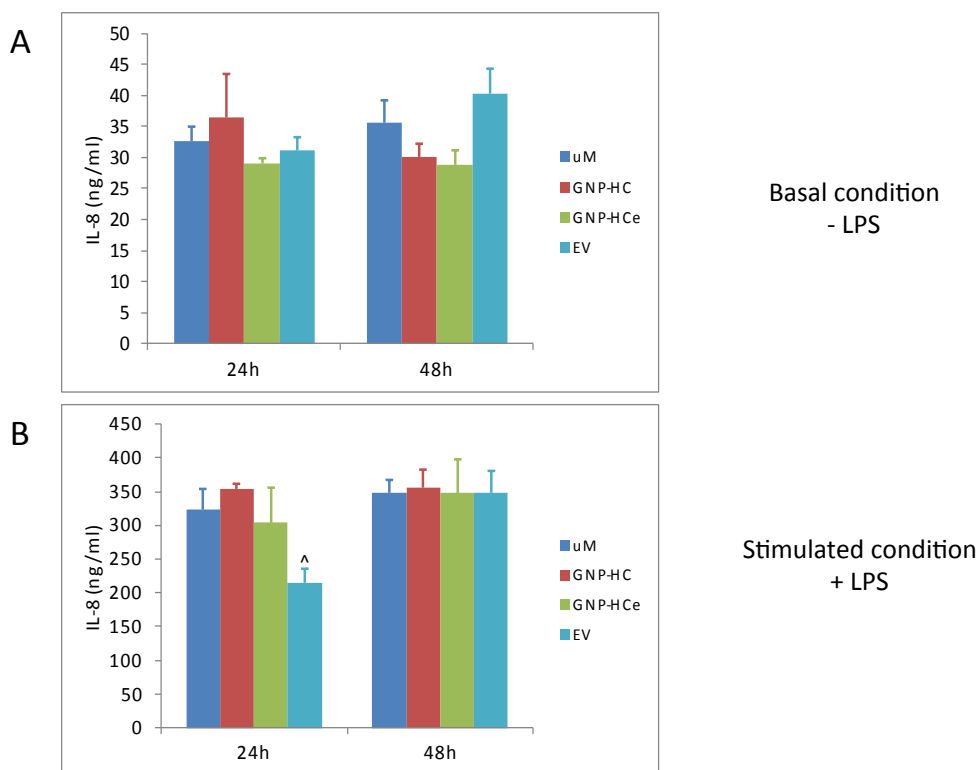 A
50
45
40
35
30
25
20
15
10
5
0
IL-8 (ng/ml)
24h
48h
uM
GNP-HC
GNP-HCe
EV
Basal condition
- LPS
B
450
400
350
300
250
200
150
100
50
0
IL-8 (ng/ml)
^
24h
48h
uM
GNP-HC
GNP-HCe
EV
Stimulated condition
+ LPS